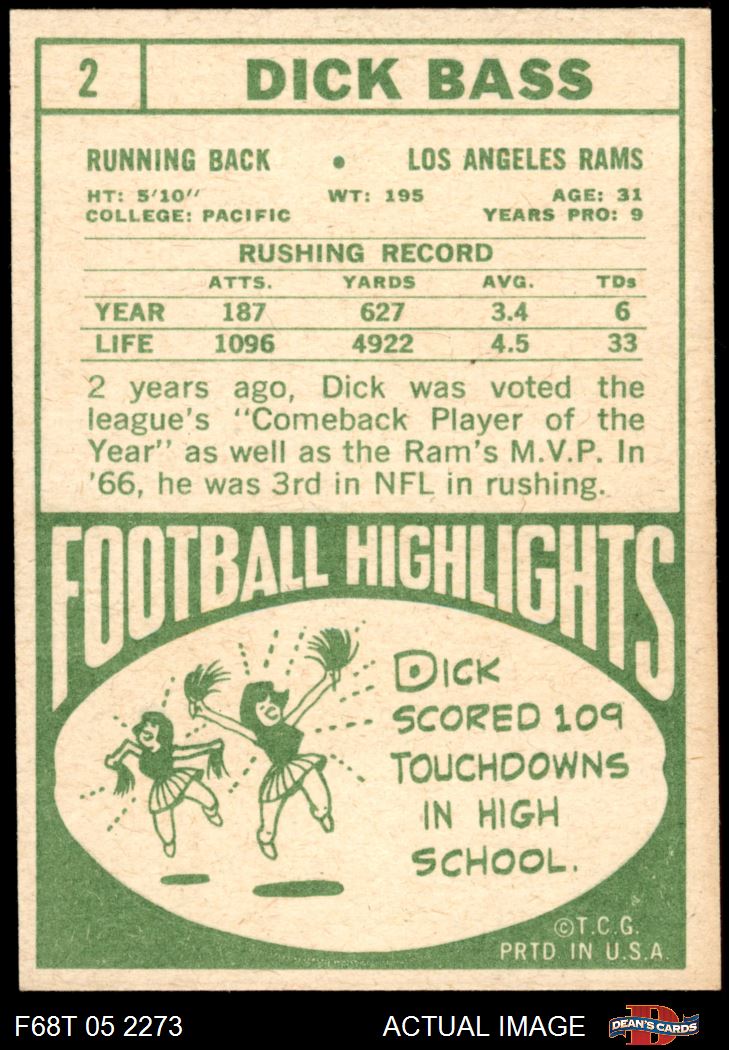 2 DICK BASS
RUNNING BACK • LOS ANGELES RAMS
HT: 5'10" WT: 195 AGE: 31
COLLEGE: PACIFIC YEARS PRO: 9
RUSHING RECORD
ATTS. YARDS AVG. TDs
YEAR 187 627 3.4 6
LIFE 1096 4922 4.5 33
2 years ago, Dick was voted the
league's "Comeback Player of the
Year" as well as the Ram's M.V.P. In
'66, he was 3rd in NFL in rushing.
FOOTBALL HIGHLIGHTS
DICK
SCORED 109
TOUCHDOWNS
IN HIGH
SCHOOL.
©T.C.G.
PRTD IN U.S.A.
F68T 05 2273 ACTUAL IMAGE D DEAN'S CARDS